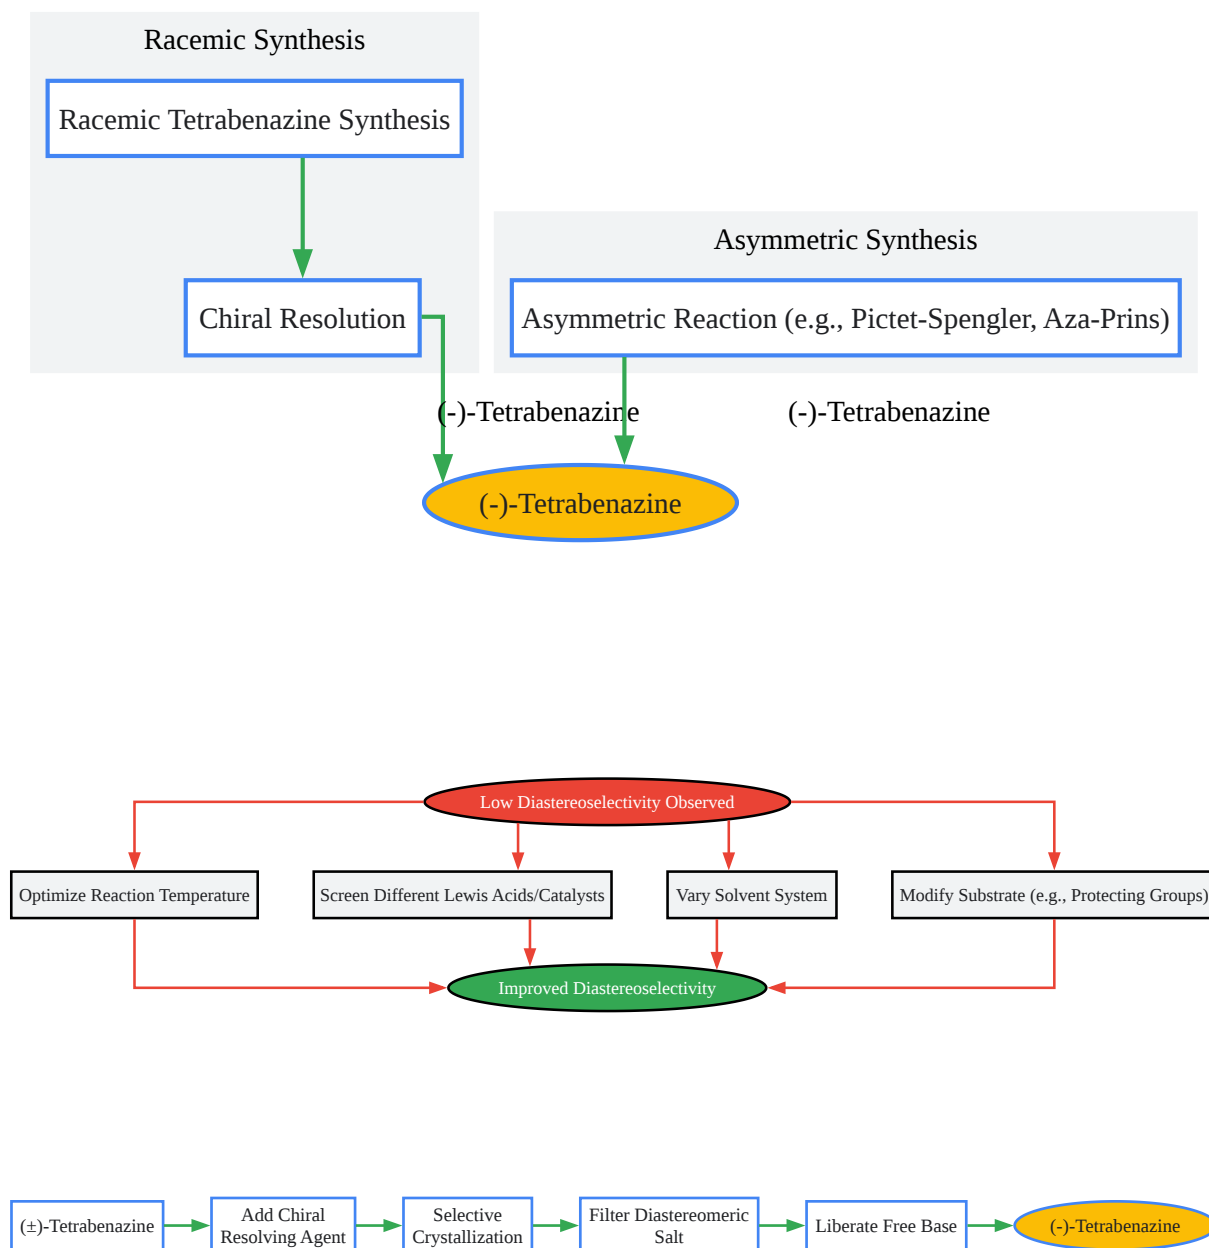 Racemic Synthesis
Racemic Tetrabenazine Synthesis
Asymmetric Synthesis
Chiral Resolution
Asymmetric Reaction (e.g., Pictet-Spengler, Aza-Prins)
(-)-Tetrabenazine
(-)-Tetrabenazine
(-)-Tetrabenazine
Low Diastereoselectivity Observed
Optimize Reaction Temperature
Screen Different Lewis Acids/Catalysts
Vary Solvent System
Modify Substrate (e.g., Protecting Groups)
Improved Diastereoselectivity
(±)-Tetrabenazine
Add Chiral
Resolving Agent
Selective
Crystallization
Filter Diastereomeric
Salt
Liberate Free Base
(-)-Tetrabenazine